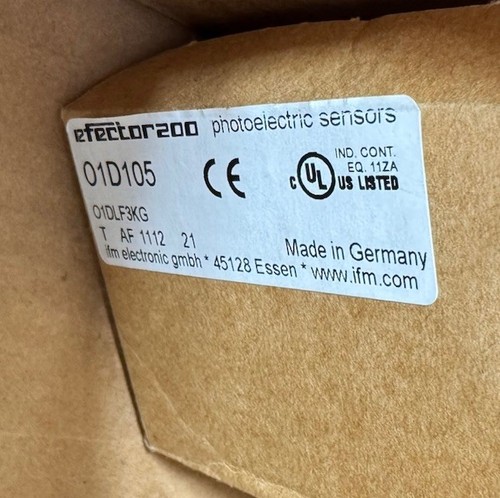 efector200 photoelectric sensors
O1D105
CE
c UL US LISTED
IND. CONT.
EQ. 11ZA
O1DLF3KG
T AF 1112 21
Made in Germany
ifm electronic gmbh * 45128 Essen * www.ifm.com